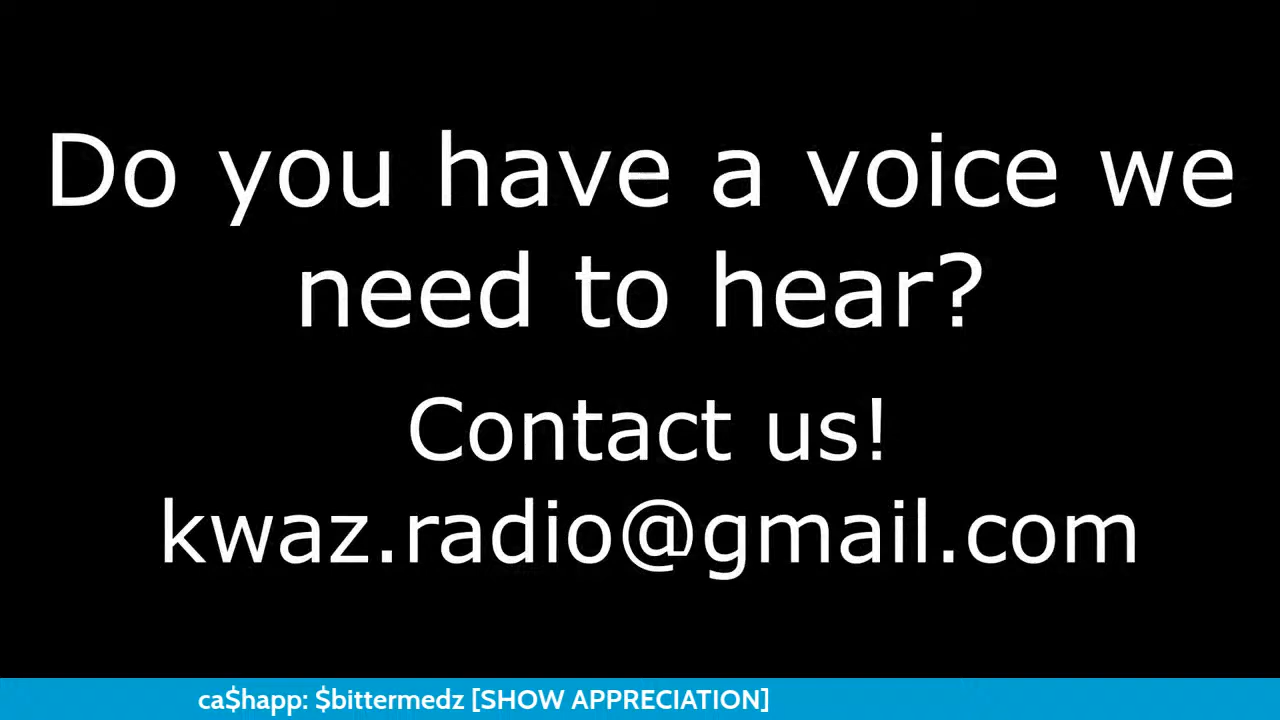 Do you have a voice we
need to hear?
Contact us!
kwaz.radio@gmail.com
ca$happ: $bittermedz [SHOW APPRECIATION]